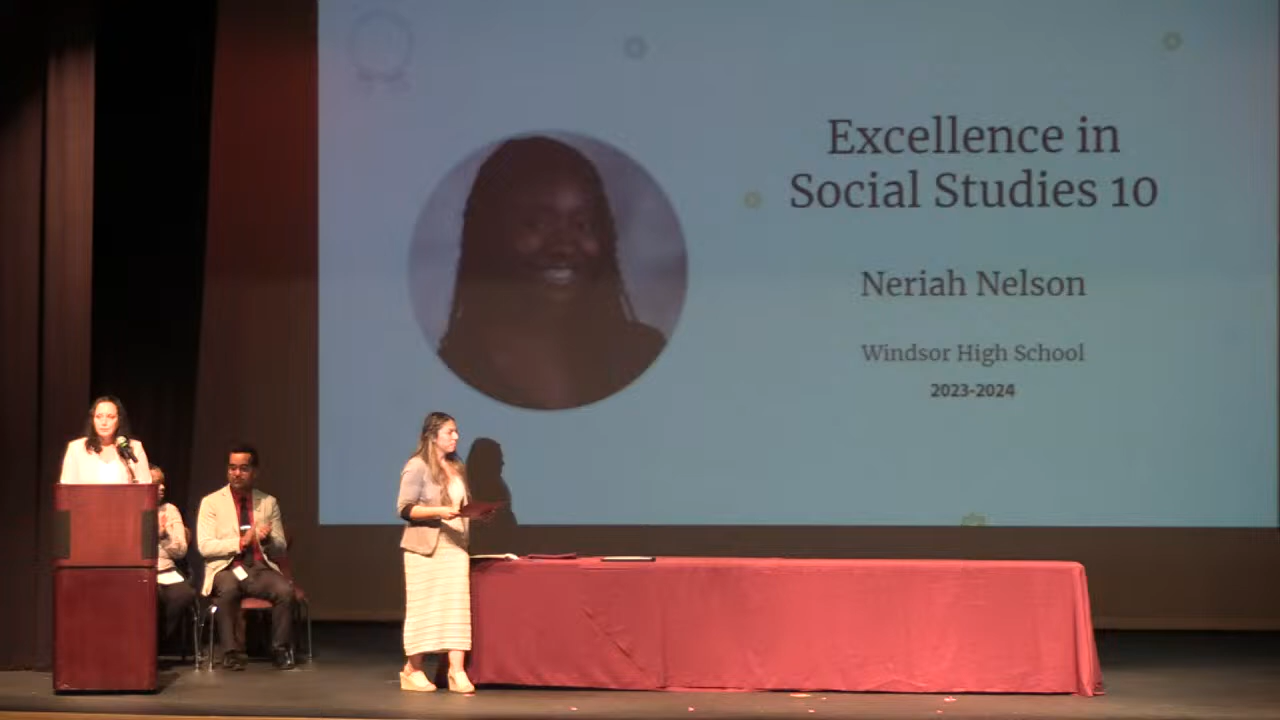 Excellence in
Social Studies 10
Neriah Nelson
Windsor High School
2023-2024